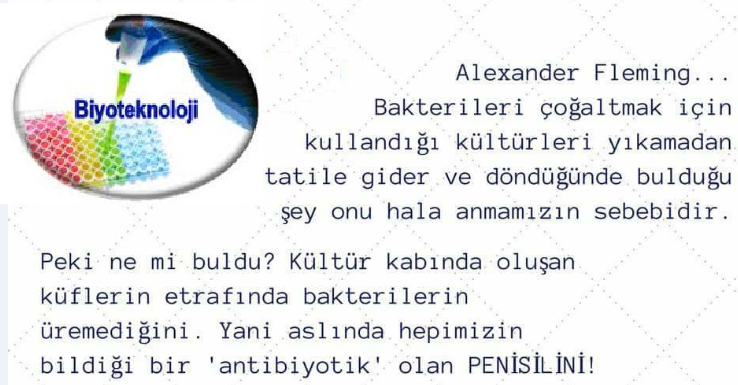 Biyoteknoloji
Alexander Fleming...
Bakterileri çoğaltmak için
kullandığı kültürleri yıkamadan
tatile gider ve döndüğünde bulduğu
şey onu hala anmamızın sebebidir.
Peki ne mi buldu? Kültür kabında oluşan
küflerin etrafında bakterilerin
üremediğini. Yani aslında hepimizin
bildiği bir 'antibiyotik' olan PENİSİLİNİ!